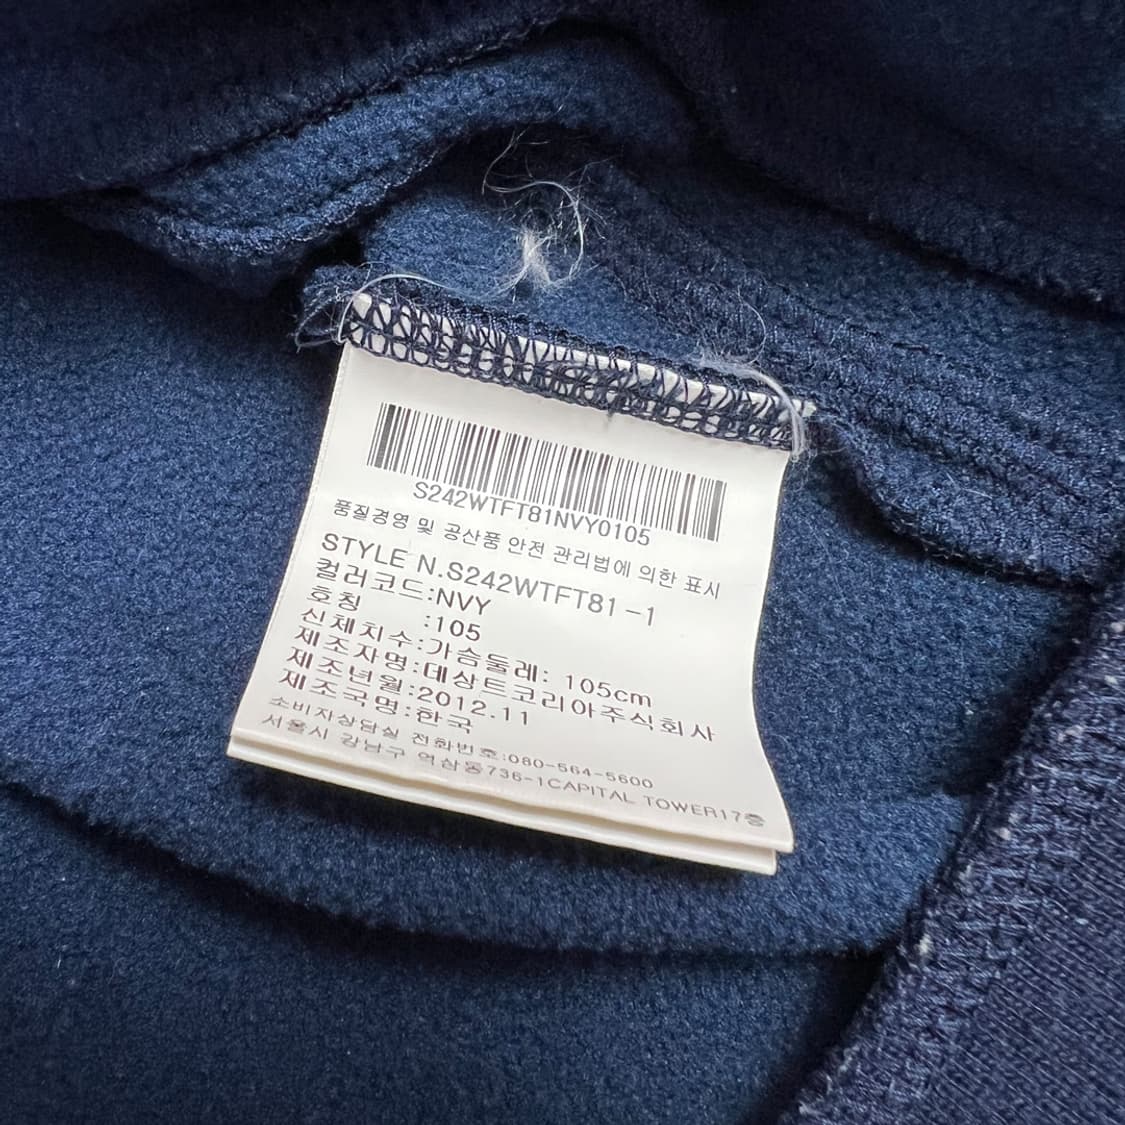 S242WTFT81NVY0105
품질경영 및 공산품 안전 관리법에 의한 표시
STYLE N.S242WTFT81-1
컬러코드:NVY
호칭 :105
신체치수:가슴둘레: 105cm
제조자명:데상트코리아주식회사
제조년월:2012.11
제조국명:한국
소비자상담실 전화번호:080-564-5600
서울시 강남구 역삼동736-1CAPITAL TOWER17층